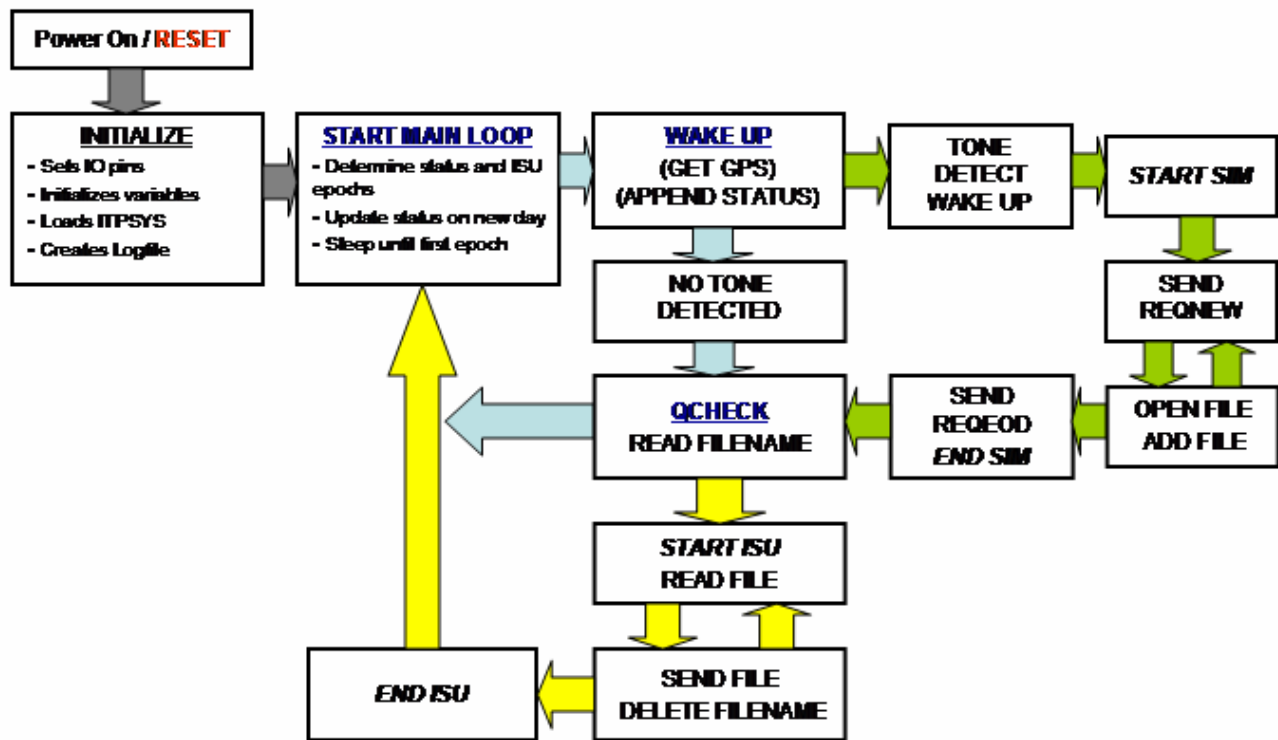 Power On / RESET
INITIALIZE
- Sets IO pins
- Initializes variables
- Loads ITPSYS
- Creates Logfile
START MAIN LOOP
- Determine status and ISU
epochs
- Update status on new day
- Sleep until first epoch
WAKE UP
(GET GPS)
(APPEND STATUS)
TONE
DETECT
WAKE UP
START SIM
SEND
REQNEW
OPEN FILE
ADD FILE
SEND
REQEOD
END SIM
NO TONE
DETECTED
QCHECK
READ FILENAME
START ISU
READ FILE
SEND FILE
DELETE FILENAME
END ISU